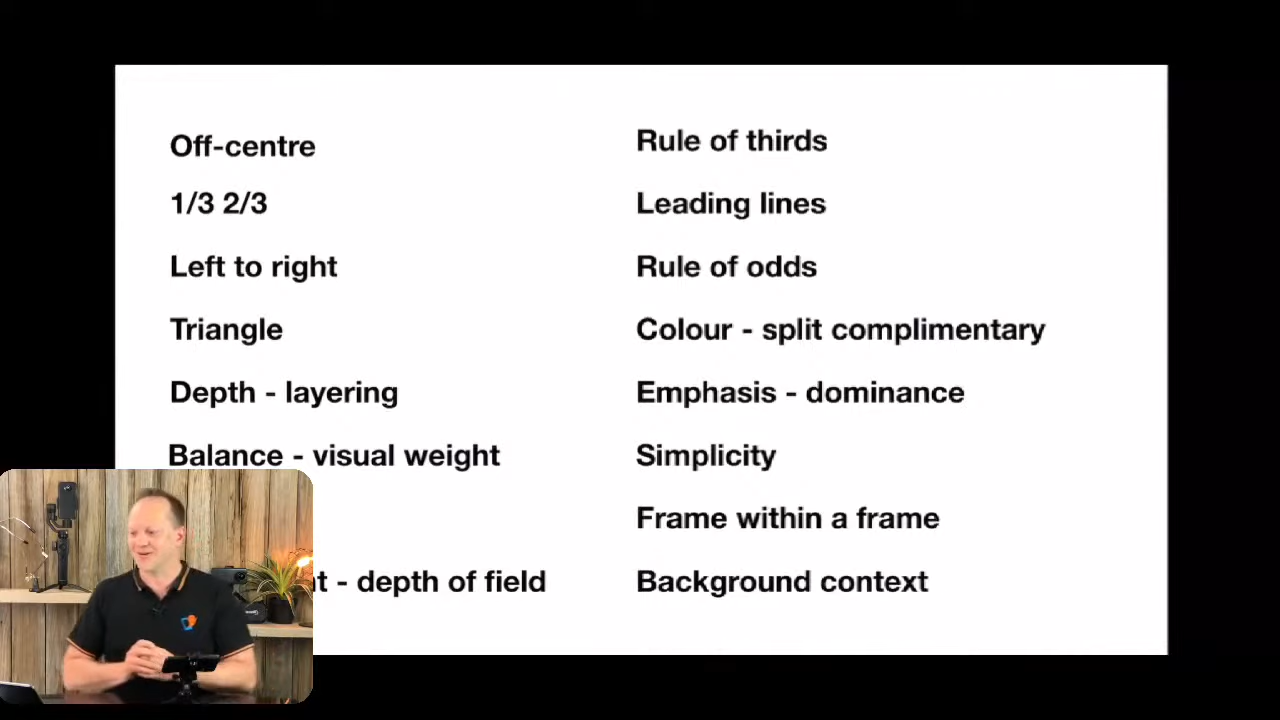 Off-centre
1/3 2/3
Left to right
Triangle
Depth - layering
Balance - visual weight
- depth of field
Rule of thirds
Leading lines
Rule of odds
Colour - split complimentary
Emphasis - dominance
Simplicity
Frame within a frame
Background context